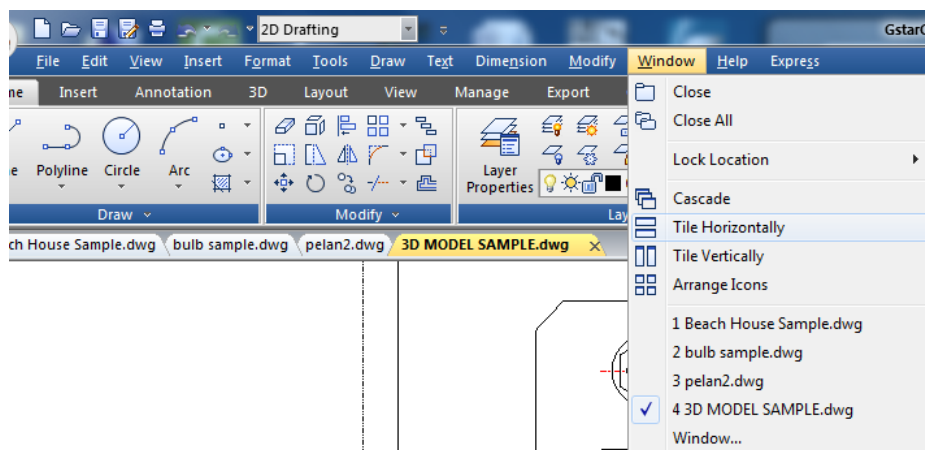 2D Drafting
File Edit View Insert Format Tools Draw Text Dimension Modify Window Help Express
Insert Annotation 3D Layout View Manage Export
Polyline Circle Arc
Layer
Properties
Draw Modify
House Sample.dwg bulb sample.dwg pelan2.dwg 3D MODEL SAMPLE.dwg
Close
Close All
Lock Location
Cascade
Tile Horizontally
Tile Vertically
Arrange Icons
1 Beach House Sample.dwg
2 bulb sample.dwg
3 pelan2.dwg
4 3D MODEL SAMPLE.dwg
Window...